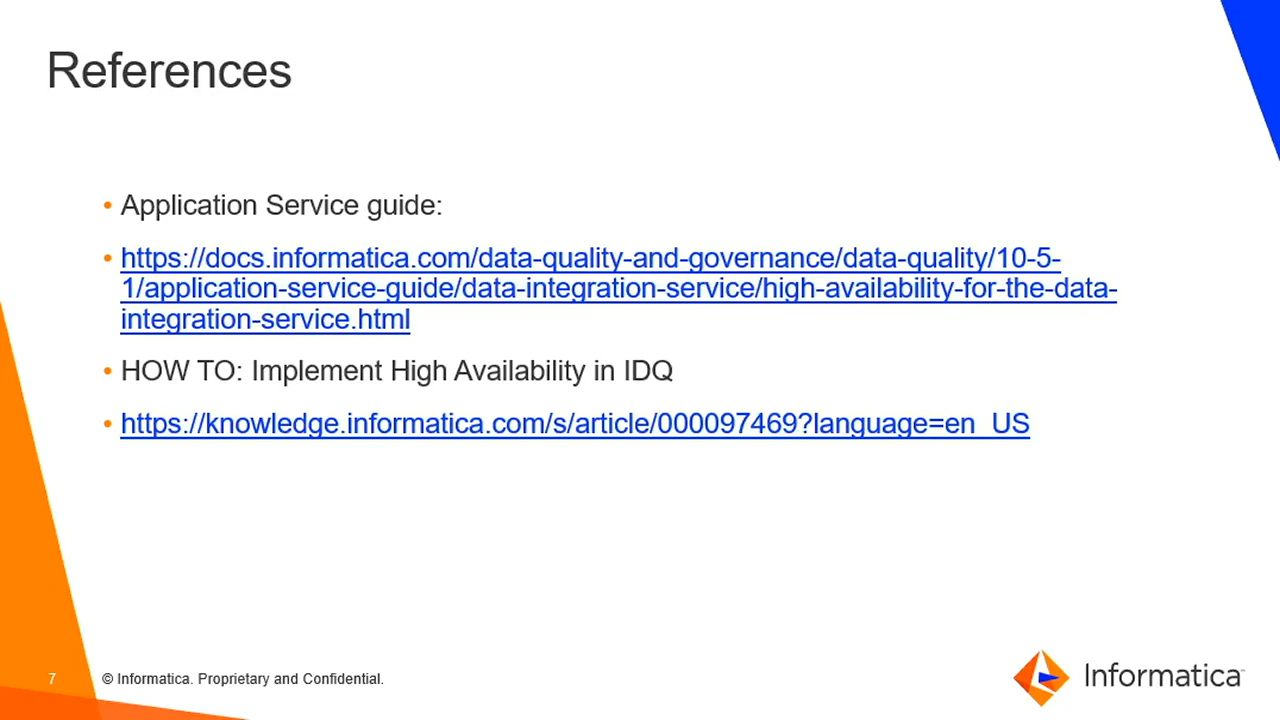 References
• Application Service guide:
• https://docs.informatica.com/data-quality-and-governance/data-quality/10-5-
1/application-service-guide/data-integration-service/high-availability-for-the-data-
integration-service.html
• HOW TO: Implement High Availability in IDQ
• https://knowledge.informatica.com/s/article/000097469?language=en_US
7 © Informatica. Proprietary and Confidential.
Informatica